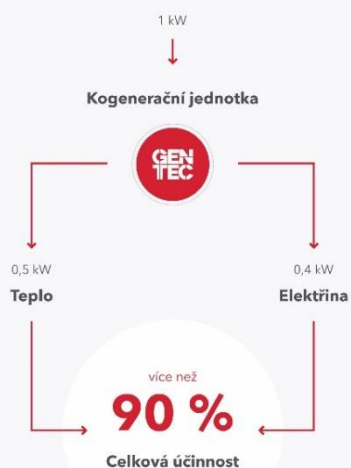 1 kW
Kogenerační jednotka
GEN
TEC
0,5 kW
0,4 kW
Teplo
Elektřina
více než
90 %
Celková účinnost